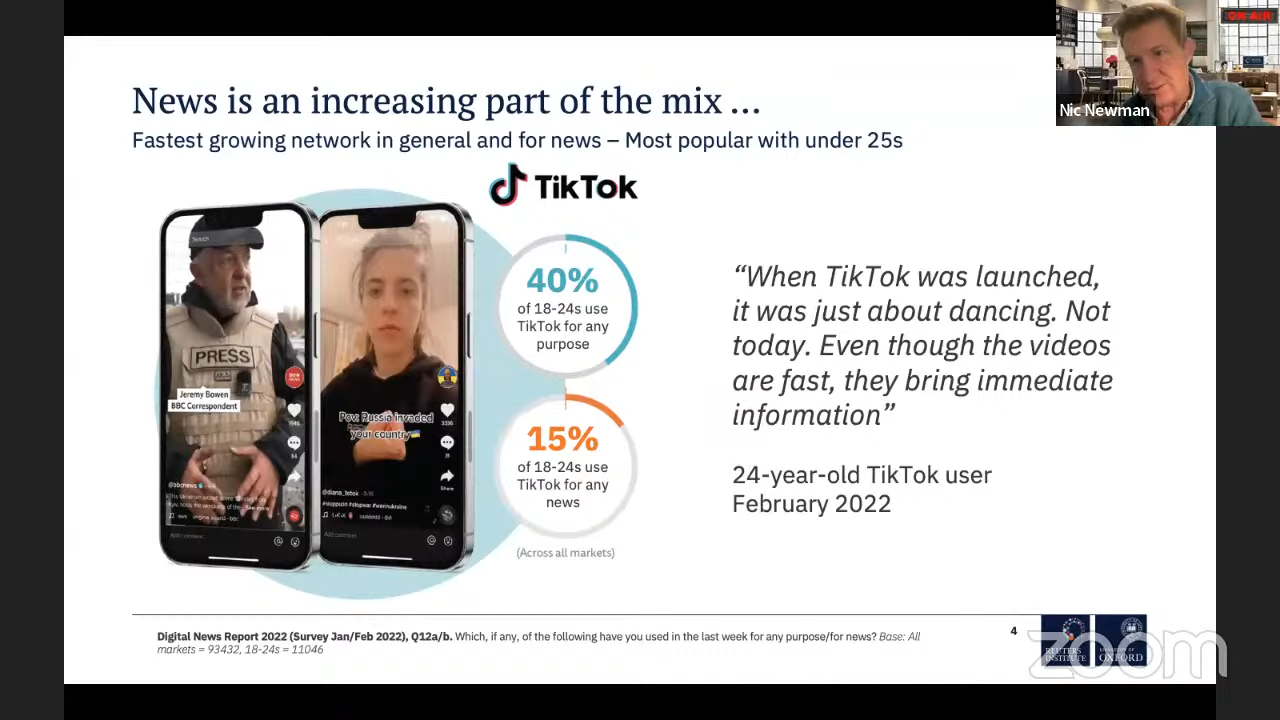 ON AIR
Nic Newman
News is an increasing part of the mix ...
Fastest growing network in general and for news – Most popular with under 25s
TikTok
PRESS
Jeremy Bowen
BBC Correspondent
@bbcnews
Pov: Russia invaded
your country🇺🇦
@diana_totok
Share
40%
of 18-24s use
TikTok for any
purpose
15%
of 18-24s use
TikTok for any
news
(Across all markets)
“When TikTok was launched,
it was just about dancing. Not
today. Even though the videos
are fast, they bring immediate
information”
24-year-old TikTok user
February 2022
Digital News Report 2022 (Survey Jan/Feb 2022), Q12a/b. Which, if any, of the following have you used in the last week for any purpose/for news? Base: All
markets = 93432, 18-24s = 11046
4
REUTERS
INSTITUTE
UNIVERSITY OF
OXFORD
zoom